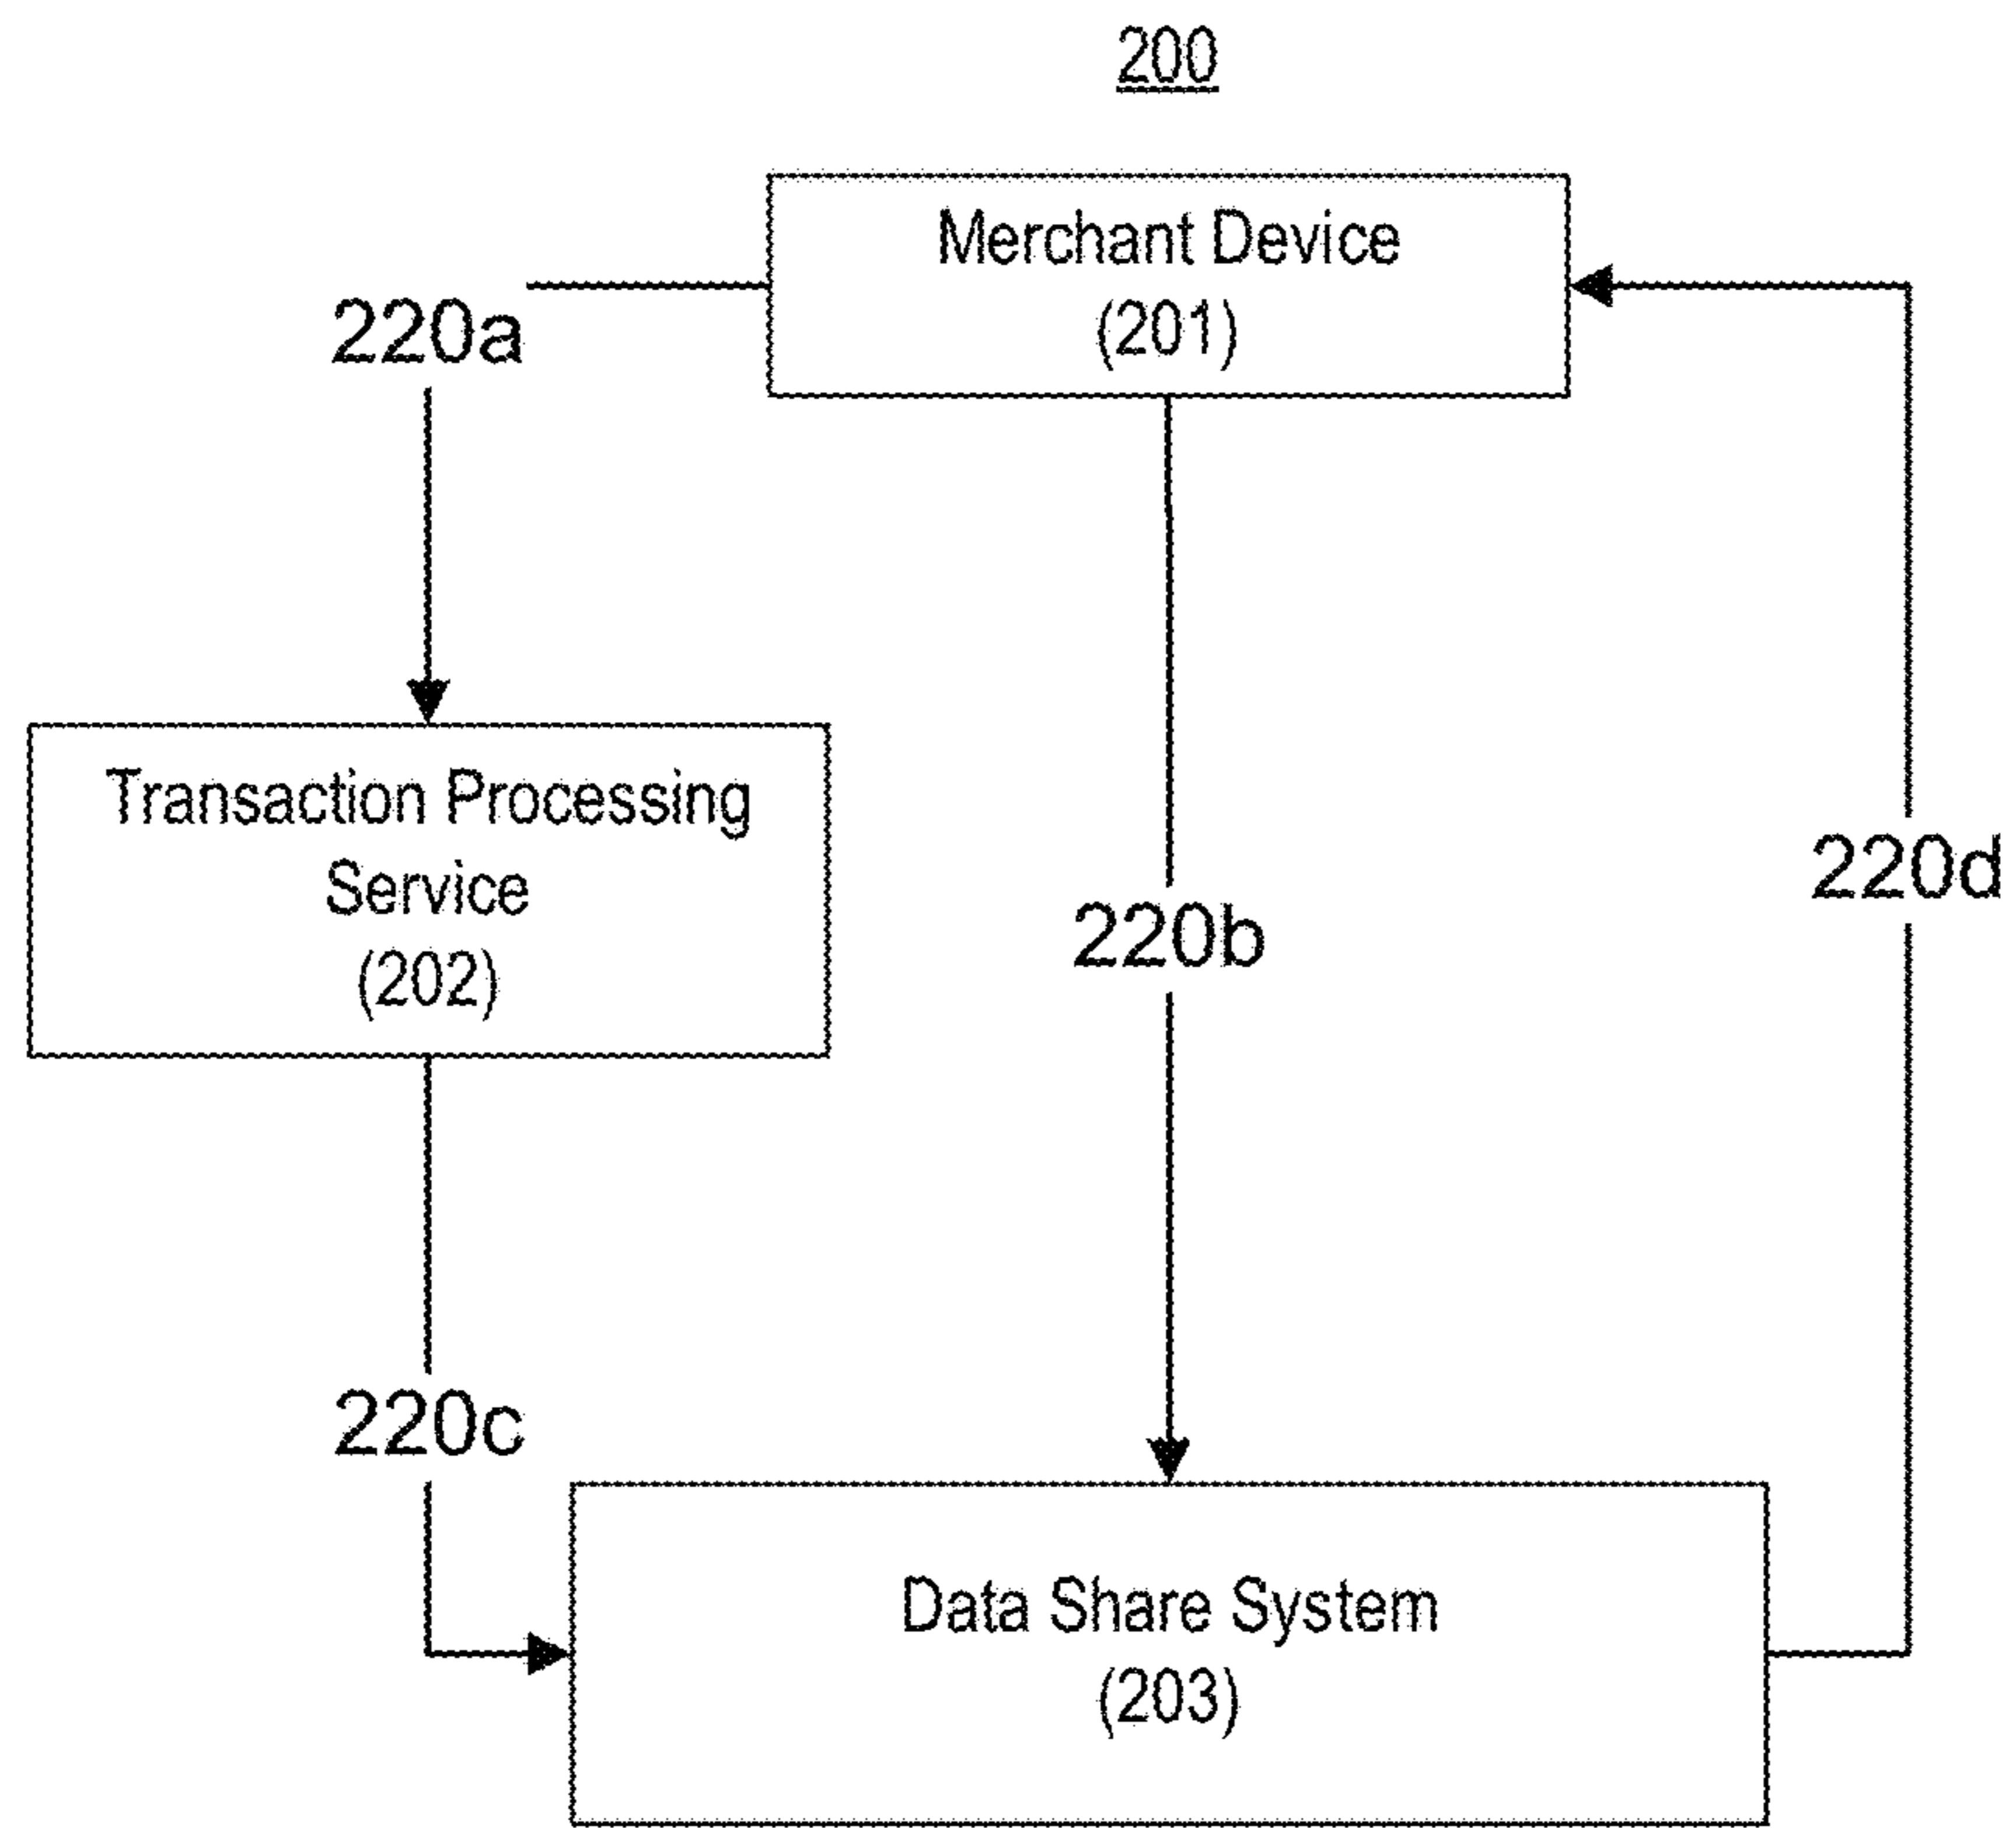 200
Merchant Device
(201)
220a
Transaction Processing
Service
(202)
220b
220d
220c
Data Share System
(203)